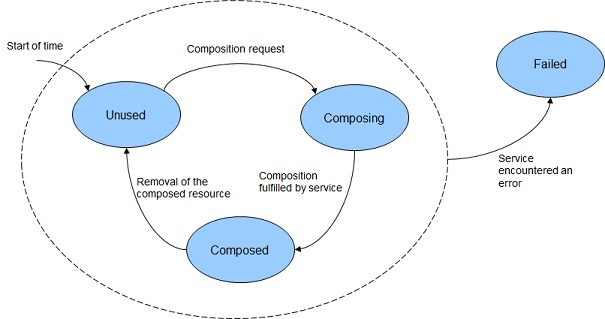 Start of time
Composition request
Failed
Unused
Composing
Service
encountered an
error
Removal of the
composed resource
Composition
fulfilled by service
Composed